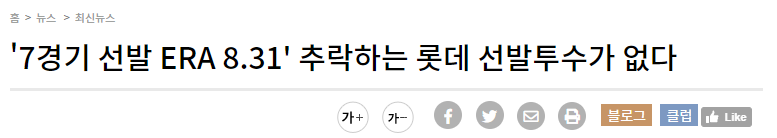 홈 > 뉴스 > 최신뉴스
'7경기 선발 ERA 8.31' 추락하는 롯데 선발투수가 없다
가+ 가- 블로그 클럽 Like